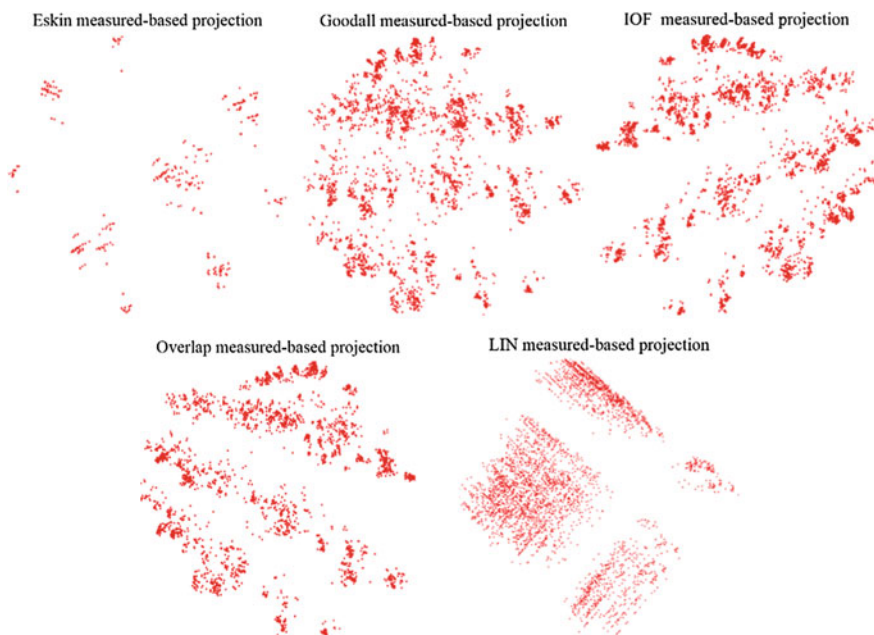 Eskin measured-based projection
Goodall measured-based projection
IOF measured-based projection
Overlap measured-based projection
LIN measured-based projection